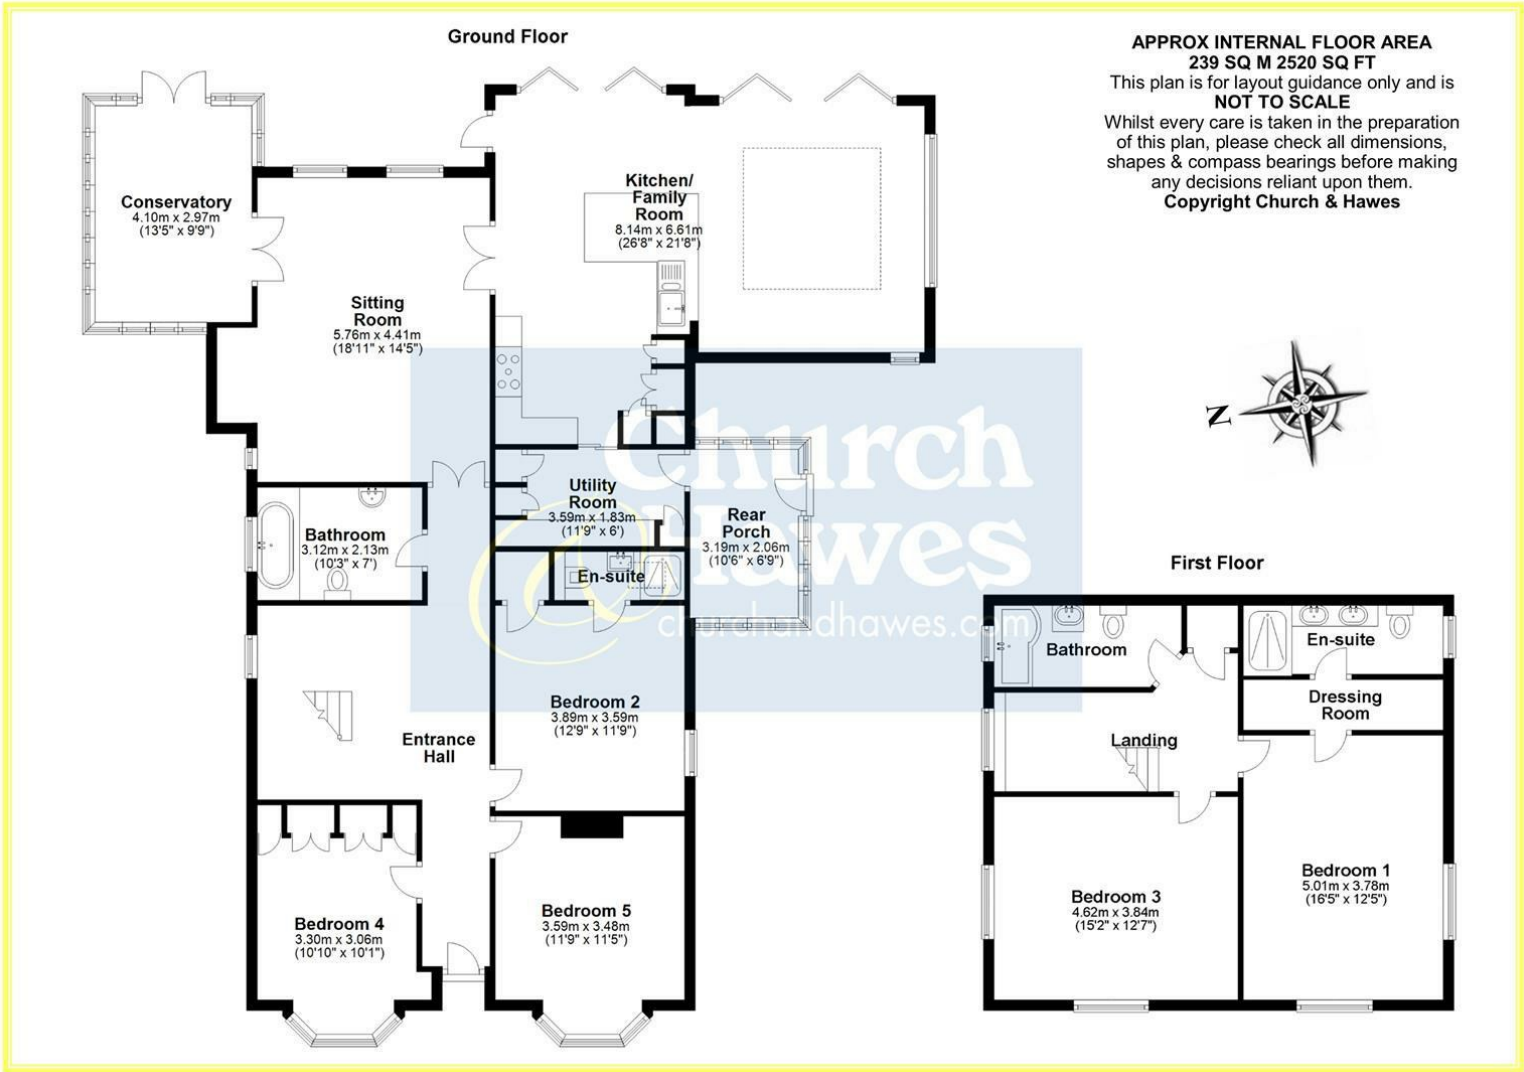 Ground Floor
APPROX INTERNAL FLOOR AREA
239 SQ M 2520 SQ FT
This plan is for layout guidance only and is
NOT TO SCALE
Whilst every care is taken in the preparation
of this plan, please check all dimensions,
shapes & compass bearings before making
any decisions reliant upon them.
Copyright Church & Hawes
Conservatory
4.10m x 2.97m
(13'5" x 9'9")
Kitchen/
Family
Room
8.14m x 6.61m
(26'8" x 21'8")
Sitting
Room
5.76m x 4.41m
(18'11" x 14'5")
N
Church
Hawes
@
churchandhawes.com
Utility
Room
3.59m x 1.83m
(11'9" x 6')
Rear
Porch
3.19m x 2.06m
(10'6" x 6'9")
Bathroom
3.12m x 2.13m
(10'3" x 7')
En-suite
Bedroom 2
3.89m x 3.59m
(12'9" x 11'9")
Entrance
Hall
Bedroom 4
3.30m x 3.06m
(10'10" x 10'1")
Bedroom 5
3.59m x 3.48m
(11'9" x 11'5")
First Floor
Bathroom
En-suite
Dressing
Room
Landing
Bedroom 3
4.62m x 3.84m
(15'2" x 12'7")
Bedroom 1
5.01m x 3.78m
(16'5" x 12'5")